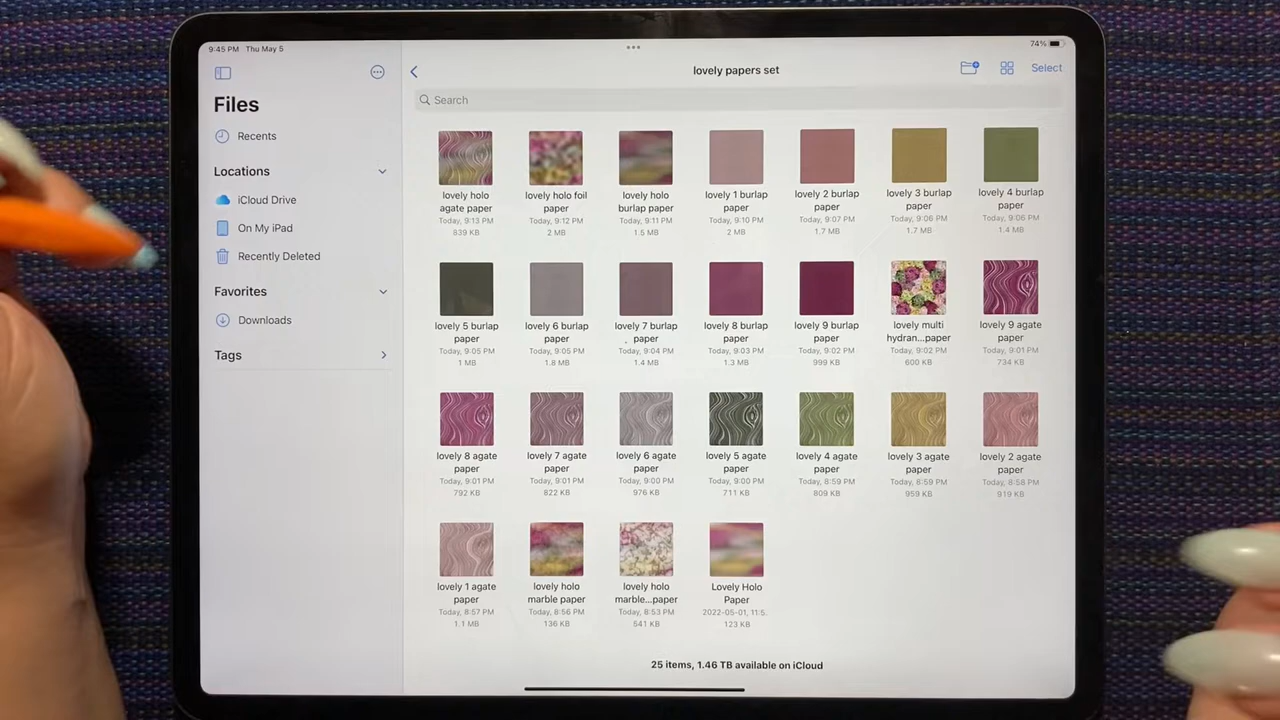 9:45 PM Thu May 5
74%
Files
Recents
Locations
iCloud Drive
On My iPad
Recently Deleted
Favorites
Downloads
Tags
lovely papers set
Select
Search
lovely holo
agate paper
Today, 9:13 PM
839 KB
lovely holo foil
paper
Today, 9:12 PM
2 MB
lovely holo
burlap paper
Today, 9:11 PM
1.5 MB
lovely 1 burlap
paper
Today, 9:10 PM
2 MB
lovely 2 burlap
paper
Today, 9:07 PM
1.7 MB
lovely 3 burlap
paper
Today, 9:06 PM
1.7 MB
lovely 4 burlap
paper
Today, 9:06 PM
1.4 MB
lovely 5 burlap
paper
Today, 9:05 PM
1 MB
lovely 6 burlap
paper
Today, 9:05 PM
1.8 MB
lovely 7 burlap
paper
Today, 9:04 PM
1.4 MB
lovely 8 burlap
paper
Today, 9:03 PM
1.3 MB
lovely 9 burlap
paper
Today, 9:02 PM
999 KB
lovely multi
hydran...paper
Today, 9:02 PM
600 KB
lovely 9 agate
paper
Today, 9:01 PM
734 KB
lovely 8 agate
paper
Today, 9:01 PM
792 KB
lovely 7 agate
paper
Today, 9:01 PM
822 KB
lovely 6 agate
paper
Today, 9:00 PM
976 KB
lovely 5 agate
paper
Today, 9:00 PM
711 KB
lovely 4 agate
paper
Today, 8:59 PM
809 KB
lovely 3 agate
paper
Today, 8:59 PM
959 KB
lovely 2 agate
paper
Today, 8:58 PM
919 KB
lovely 1 agate
paper
Today, 8:57 PM
1.1 MB
lovely holo
marble paper
Today, 8:56 PM
136 KB
lovely holo
marble...paper
Today, 8:53 PM
541 KB
Lovely Holo
Paper
2022-05-01, 11:5..
123 KB
25 items, 1.46 TB available on iCloud